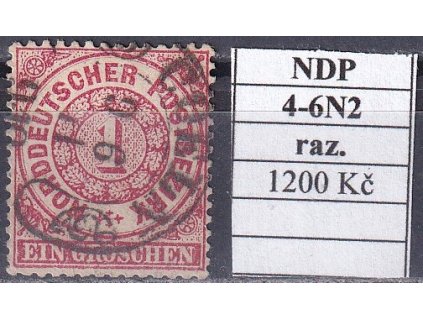 NORDDEUTSCHER POSTBEZIRK
1
EIN GROSCHEN
NDP
4-6N2
raz.
1200 Kč